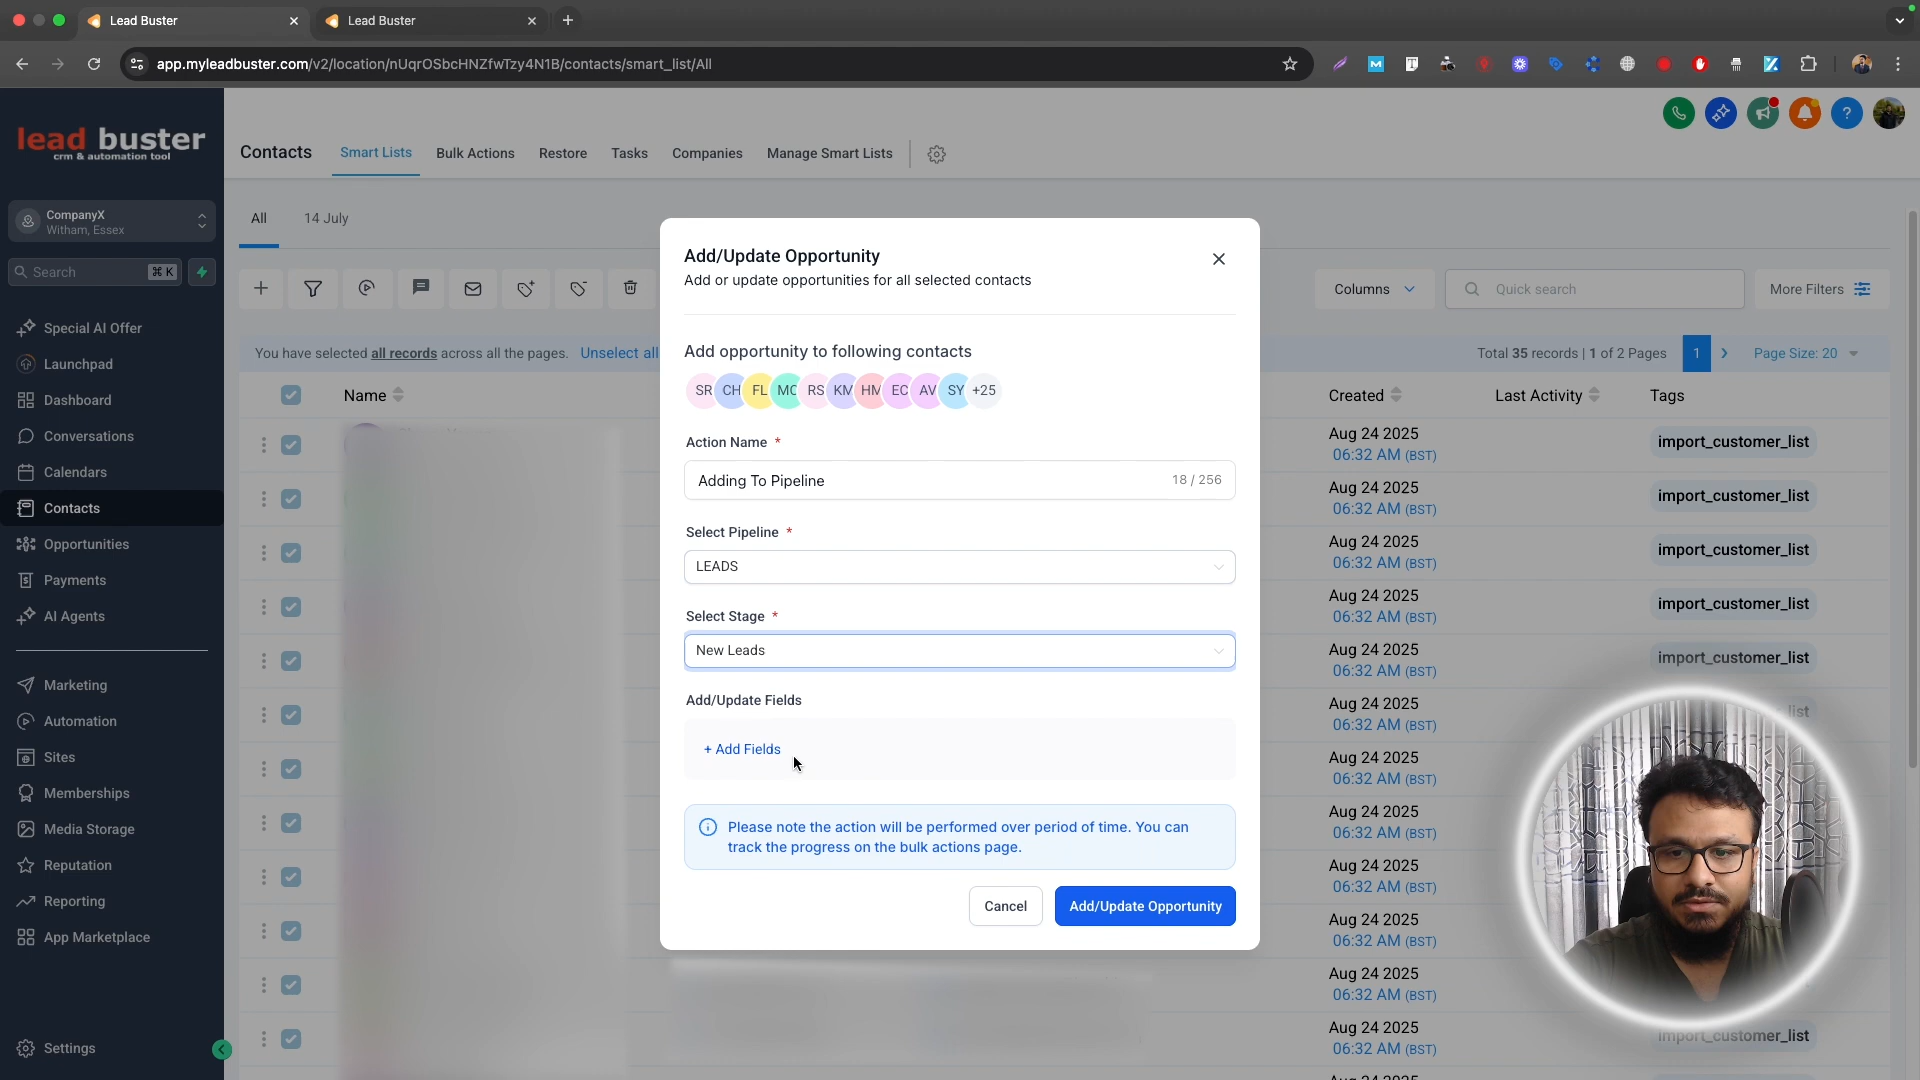 Lead Buster
Lead Buster
app.myleadbuster.com/v2/location/nUqrOSbcHNZfwTzy4N1B/contacts/smart_list/All
lead buster
crm & automation tool
CompanyX
Witham, Essex
Search
⌘ K
Special AI Offer
Launchpad
Dashboard
Conversations
Calendars
Contacts
Opportunities
Payments
AI Agents
Marketing
Automation
Sites
Memberships
Media Storage
Reputation
Reporting
App Marketplace
Settings
Contacts
Smart Lists
Bulk Actions
Restore
Tasks
Companies
Manage Smart Lists
All
14 July
Columns
Quick search
More Filters
You have selected all records across all the pages. Unselect all
Total 35 records | 1 of 2 Pages
1
Page Size: 20
Name
Created
Last Activity
Tags
Add/Update Opportunity
Add or update opportunities for all selected contacts
Add opportunity to following contacts
SR CH FL MC RS KM HM EC AV SY +25
Action Name *
Adding To Pipeline
18 / 256
Select Pipeline *
LEADS
Select Stage *
New Leads
Add/Update Fields
+ Add Fields
Please note the action will be performed over period of time. You can
track the progress on the bulk actions page.
Cancel
Add/Update Opportunity
Aug 24 2025
06:32 AM (BST)
import_customer_list
Aug 24 2025
06:32 AM (BST)
import_customer_list
Aug 24 2025
06:32 AM (BST)
import_customer_list
Aug 24 2025
06:32 AM (BST)
import_customer_list
Aug 24 2025
06:32 AM (BST)
import_customer_list
Aug 24 2025
06:32 AM (BST)
Aug 24 2025
06:32 AM (BST)
Aug 24 2025
06:32 AM (BST)
Aug 24 2025
06:32 AM (BST)
Aug 24 2025
06:32 AM (BST)
Aug 24 2025
06:32 AM (BST)
Aug 24 2025
06:32 AM (BST)
import_customer_list